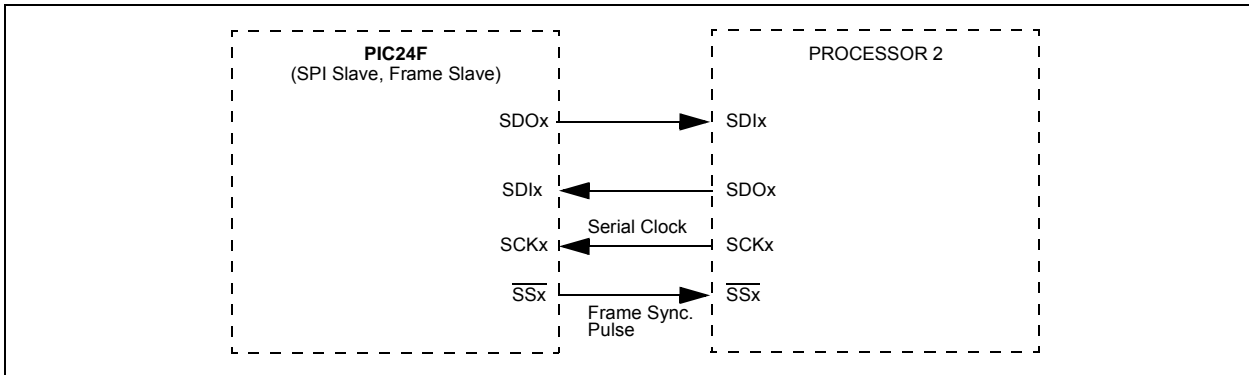 PIC24F
(SPI Slave, Frame Slave)
PROCESSOR 2
SDOx
SDIx
SDIx
SDOx
Serial Clock
SCKx
SCKx
SSx
SSx
Frame Sync.
Pulse